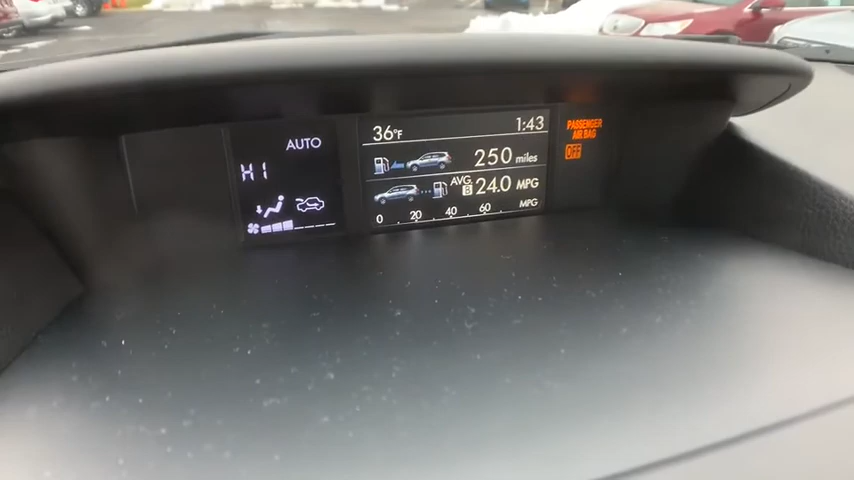 AUTO
HI
36°F 1:43
250 miles
AVG.
B 24.0 MPG
0 20 40 60 MPG
PASSENGER
AIR BAG
OFF